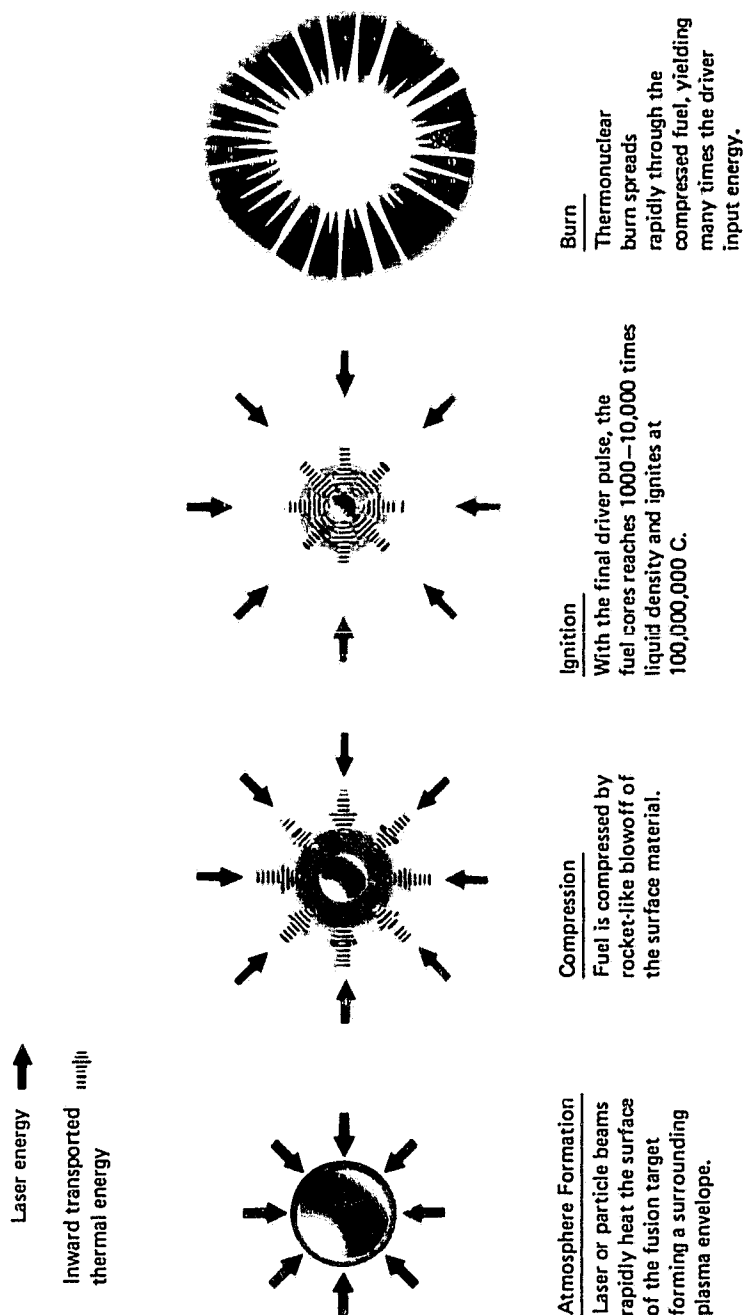 Laser energy
Inward transported
thermal energy
Atmosphere Formation
Laser or particle beams
rapidly heat the surface
of the fusion target
forming a surrounding
plasma envelope.
Compression
Fuel is compressed by
rocket-like blowoff of
the surface material.
Ignition
With the final driver pulse, the
fuel cores reaches 1000–10,000 times
liquid density and ignites at
100,000,000 C.
Burn
Thermonuclear
burn spreads
rapidly through the
compressed fuel, yielding
many times the driver
input energy.